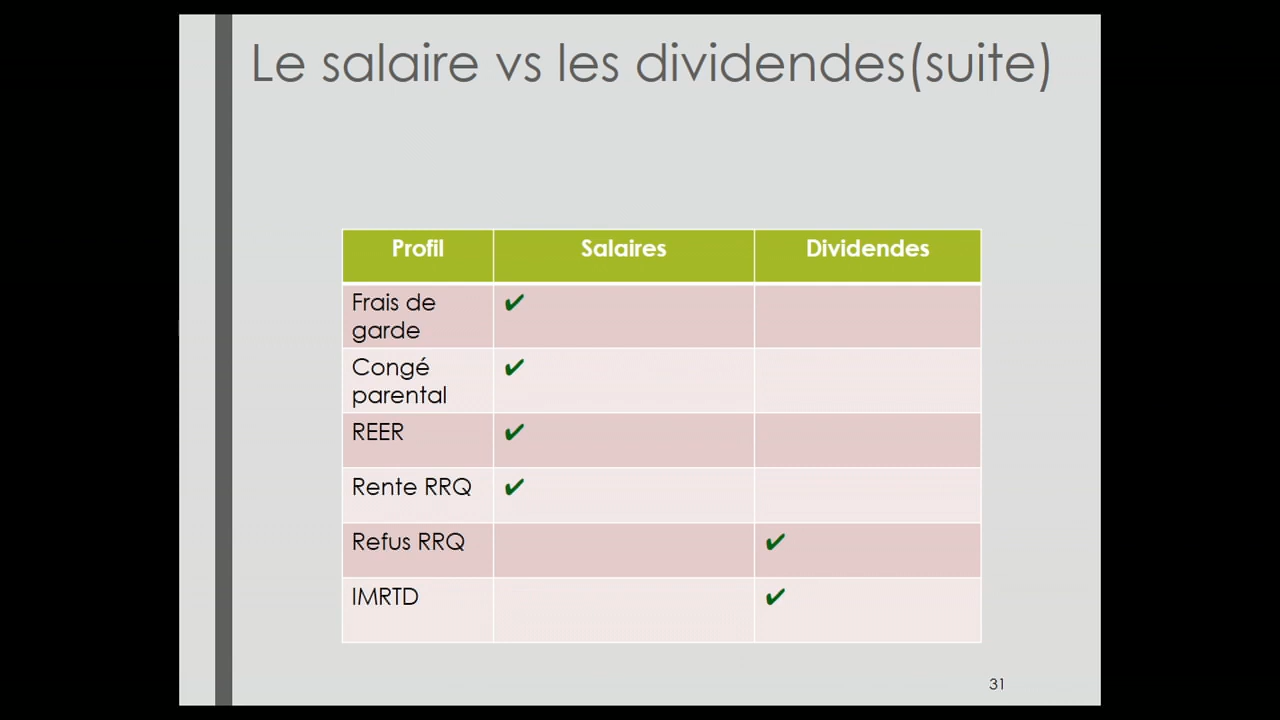 Le salaire vs les dividendes(suite)
Profil Salaires Dividendes
Frais de ✔
garde
Congé ✔
parental
REER ✔
Rente RRQ ✔
Refus RRQ ✔
IMRTD ✔
31